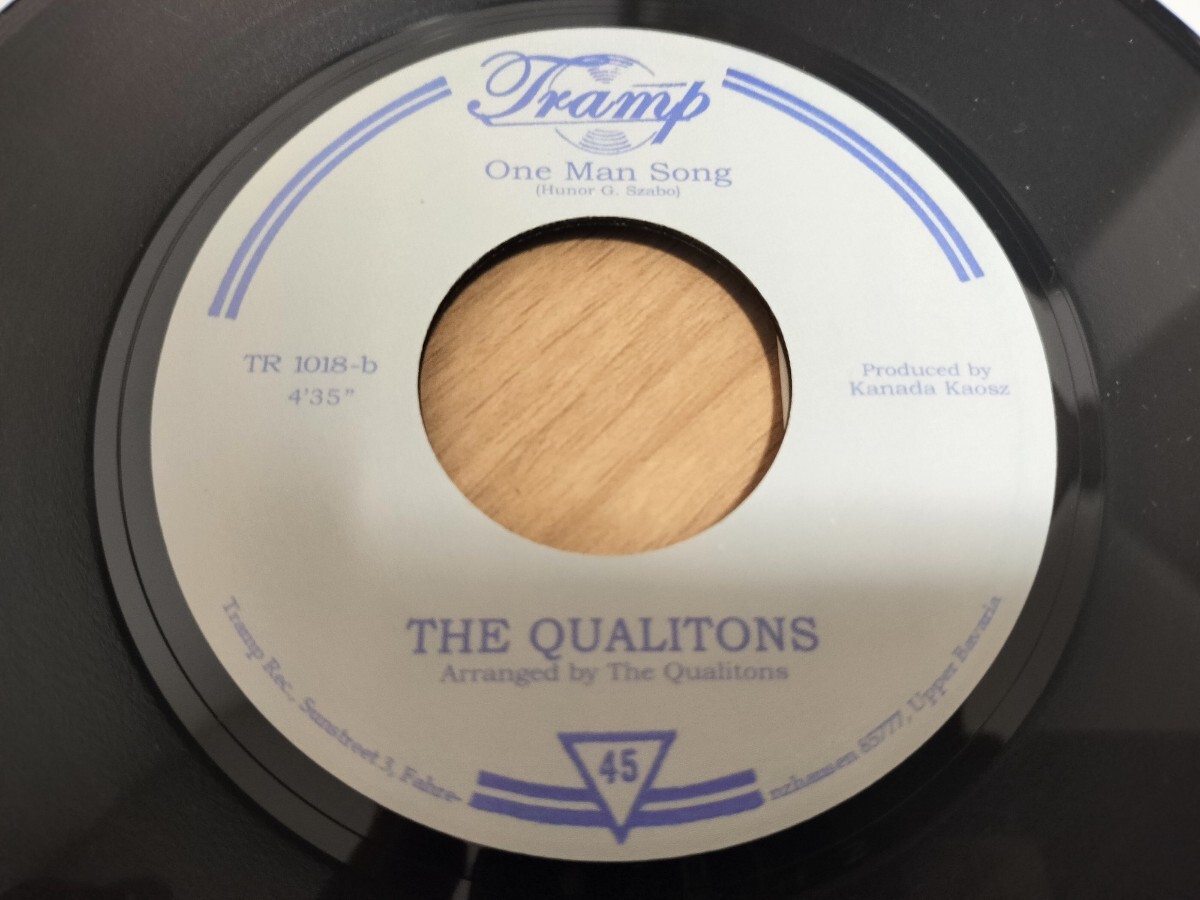 Tramp
One Man Song
(Hunor G. Szabo)
TR 1018-b
4'35"
Produced by
Kanada Kaosz
THE QUALITONS
Arranged by The Qualitons
Tramp Rec., Sunstreet 3, Fahre-
nzhausen 85777, Upper Bavaria
45